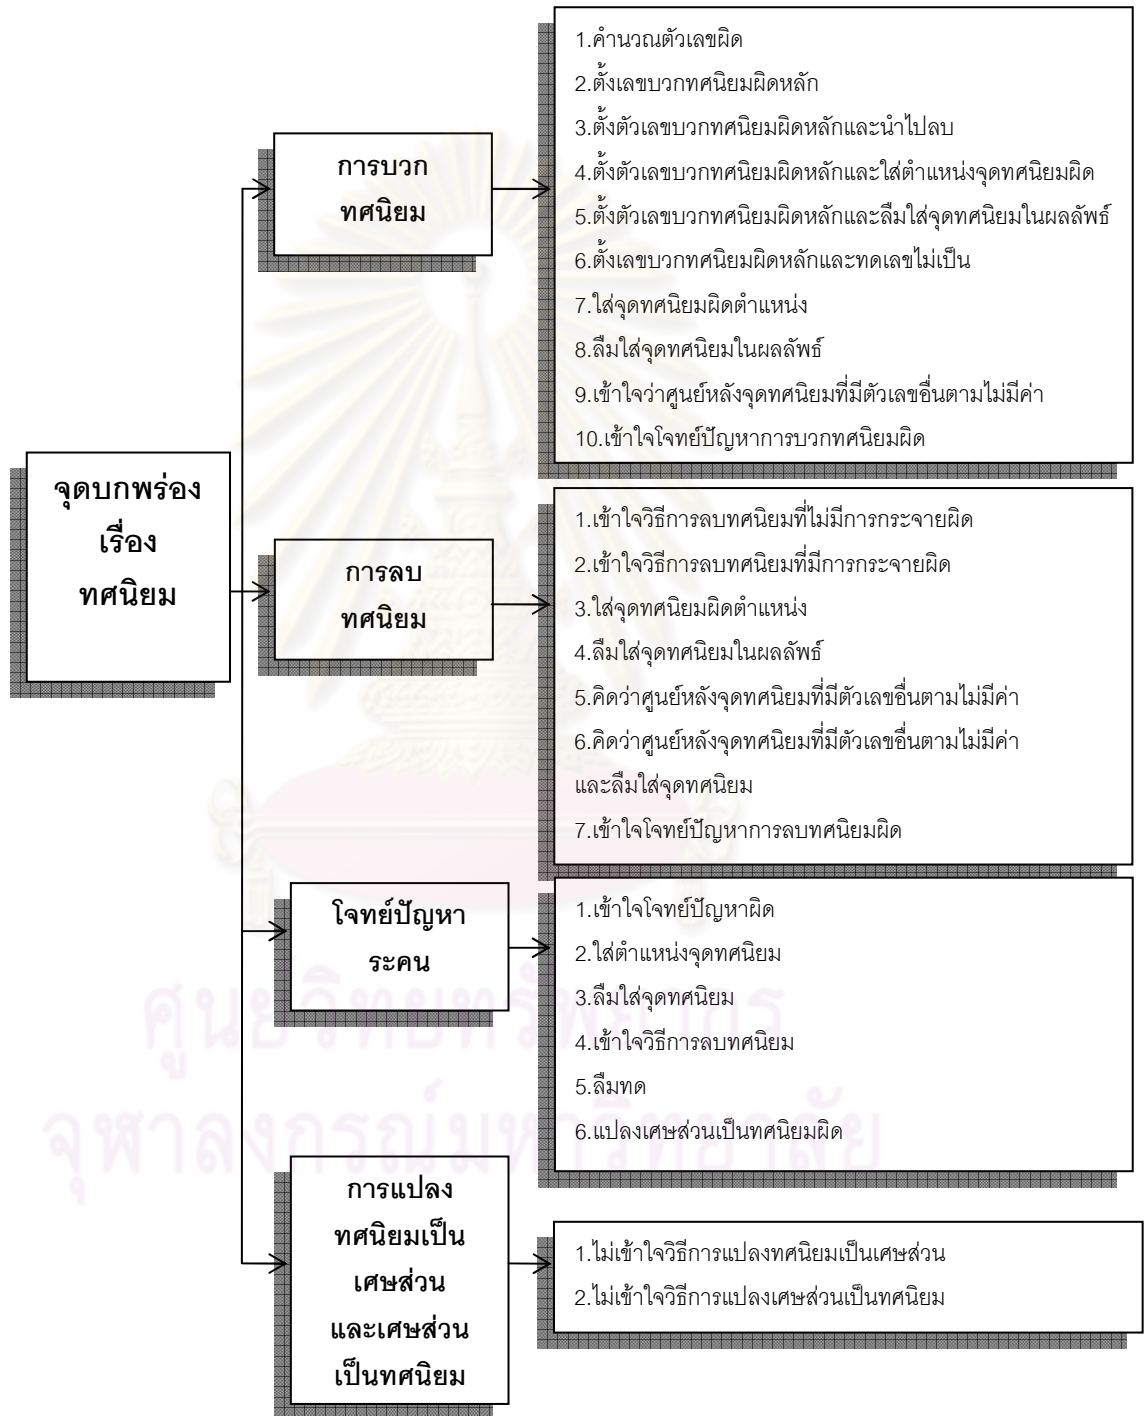 จุดบกพร่อง
เรื่อง
ทศนิยม
การบวก
ทศนิยม
1.คำนวณตัวเลขผิด
2.ตั้งเลขบวกทศนิยมผิดหลัก
3.ตั้งตัวเลขบวกทศนิยมผิดหลักและนำไปลบ
4.ตั้งตัวเลขบวกทศนิยมผิดหลักและใส่ตำแหน่งจุดทศนิยมผิด
5.ตั้งตัวเลขบวกทศนิยมผิดหลักและลืมใส่จุดทศนิยมในผลลัพธ์
6.ตั้งเลขบวกทศนิยมผิดหลักและทดเลขไม่เป็น
7.ใส่จุดทศนิยมผิดตำแหน่ง
8.ลืมใส่จุดทศนิยมในผลลัพธ์
9.เข้าใจว่าศูนย์หลังจุดทศนิยมที่มีตัวเลขอื่นตามไม่มีค่า
10.เข้าใจโจทย์ปัญหาการบวกทศนิยมผิด
การลบ
ทศนิยม
1.เข้าใจวิธีการลบทศนิยมที่ไม่มีการกระจายผิด
2.เข้าใจวิธีการลบทศนิยมที่มีการกระจายผิด
3.ใส่จุดทศนิยมผิดตำแหน่ง
4.ลืมใส่จุดทศนิยมในผลลัพธ์
5.คิดว่าศูนย์หลังจุดทศนิยมที่มีตัวเลขอื่นตามไม่มีค่า
6.คิดว่าศูนย์หลังจุดทศนิยมที่มีตัวเลขอื่นตามไม่มีค่า
และลืมใส่จุดทศนิยม
7.เข้าใจโจทย์ปัญหาการลบทศนิยมผิด
โจทย์ปัญหา
ระคน
1.เข้าใจโจทย์ปัญหาผิด
2.ใส่ตำแหน่งจุดทศนิยม
3.ลืมใส่จุดทศนิยม
4.เข้าใจวิธีการลบทศนิยม
5.ลืมทด
6.แปลงเศษส่วนเป็นทศนิยมผิด
การแปลง
ทศนิยมเป็น
เศษส่วน
และเศษส่วน
เป็นทศนิยม
1.ไม่เข้าใจวิธีการแปลงทศนิยมเป็นเศษส่วน
2.ไม่เข้าใจวิธีการแปลงเศษส่วนเป็นทศนิยม
ศูนย์วิทยทรัพยากร
จุฬาลงกรณ์มหาวิทยาลัย